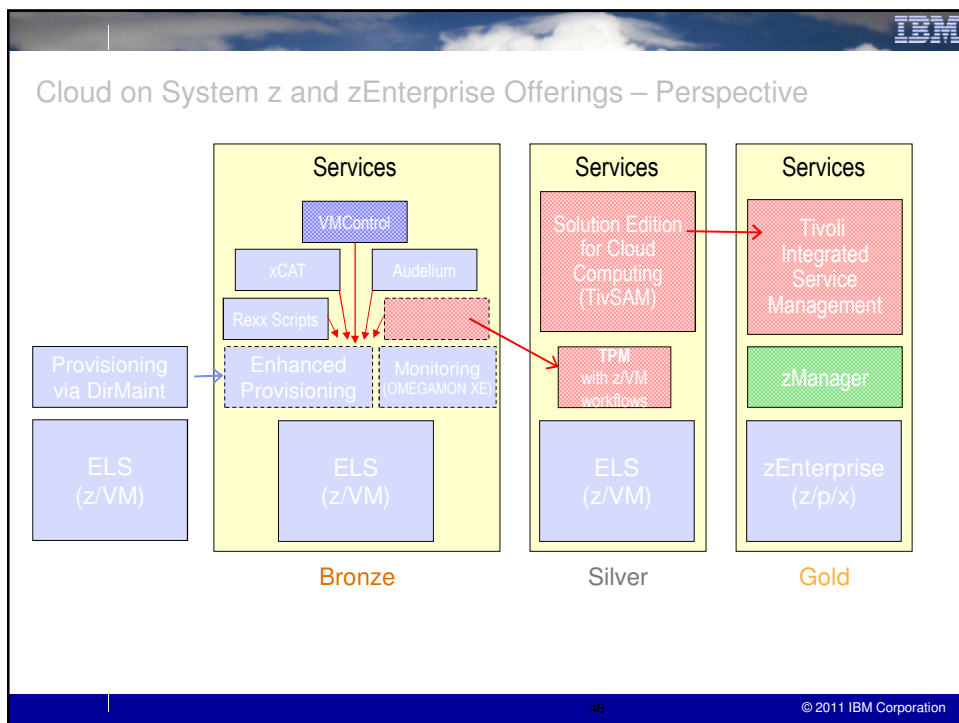 IBM
Cloud on System z and zEnterprise Offerings – Perspective
Services
VMControl
xCAT
Audelium
Rexx Scripts
Provisioning
via DirMaint
Enhanced
Provisioning
Monitoring
(OMEGAMON XE)
ELS
(z/VM)
ELS
(z/VM)
Bronze
Services
Solution Edition
for Cloud
Computing
(TivSAM)
TPM
with z/VM
workflows
ELS
(z/VM)
Silver
Services
Tivoli
Integrated
Service
Management
zManager
zEnterprise
(z/p/x)
Gold
46
© 2011 IBM Corporation